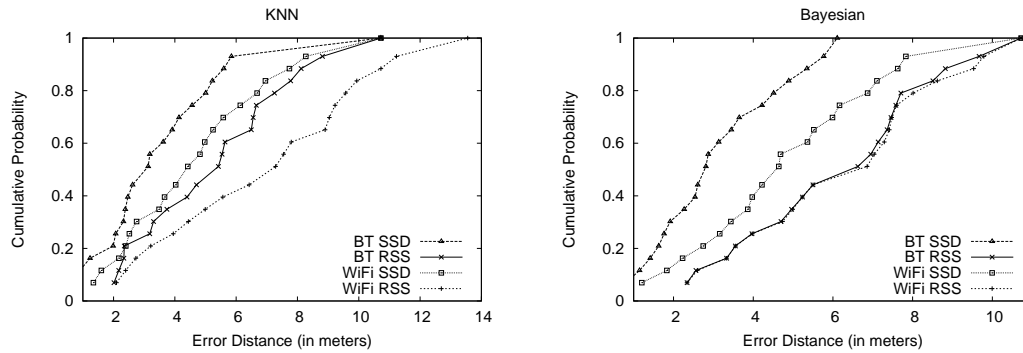 KNN
Cumulative Probability
1
0.8
0.6
0.4
0.2
0
2 4 6 8 10 12 14
Error Distance (in meters)
BT SSD
BT RSS
WiFi SSD
WiFi RSS
Bayesian
Cumulative Probability
1
0.8
0.6
0.4
0.2
0
2 4 6 8 10
Error Distance (in meters)
BT SSD
BT RSS
WiFi SSD
WiFi RSS